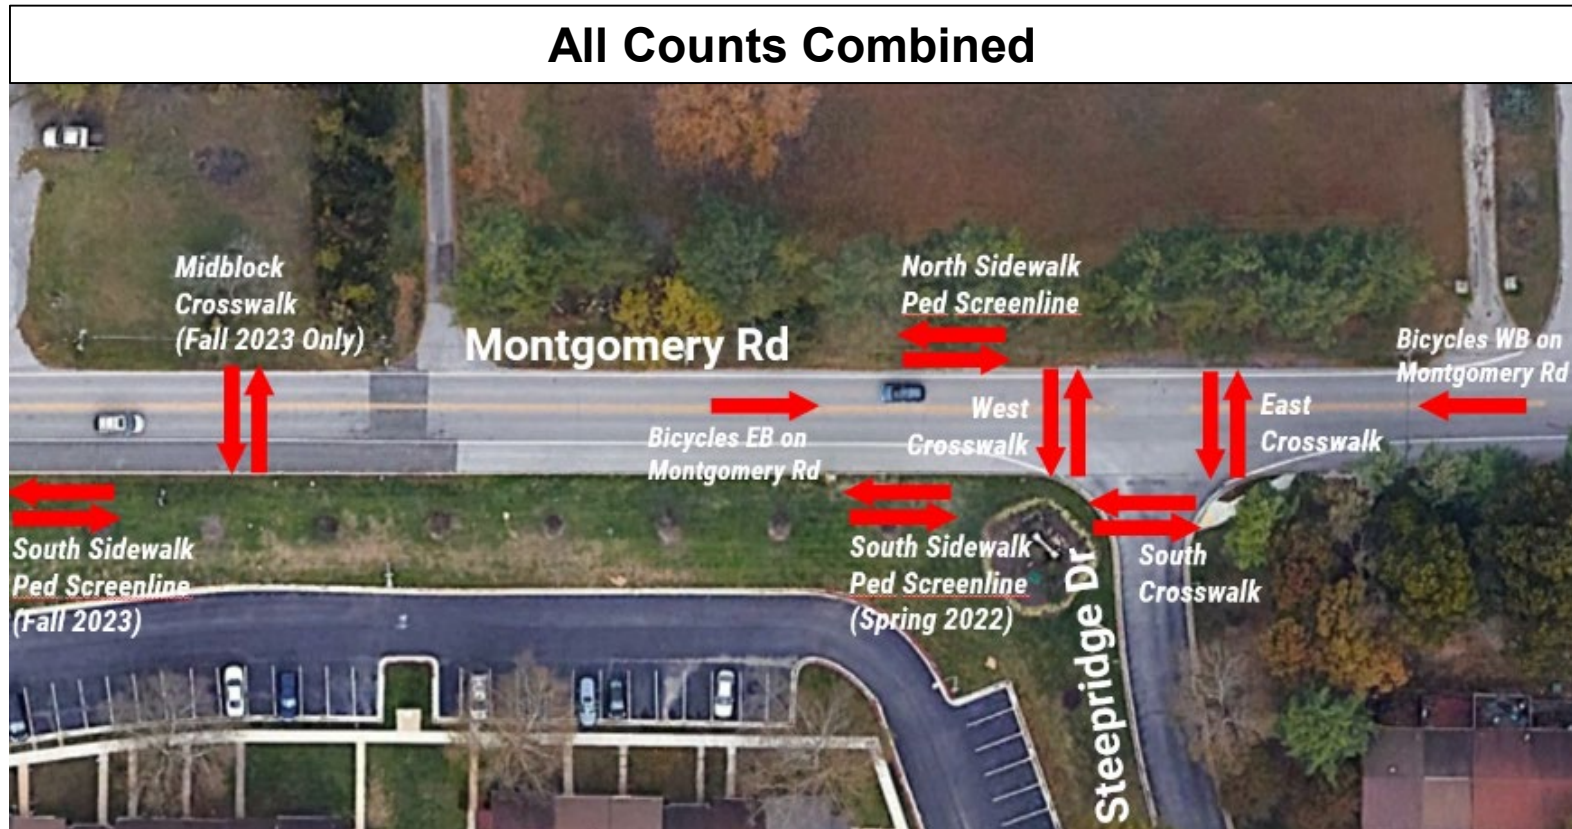 All Counts Combined
Midblock
Crosswalk
(Fall 2023 Only)
North Sidewalk
Ped Screenline
Montgomery Rd
Bicycles WB on
Montgomery Rd
West
Crosswalk
East
Crosswalk
Bicycles EB on
Montgomery Rd
South Sidewalk
Ped Screenline
(Fall 2023)
South Sidewalk
Ped Screenline
(Spring 2022)
South
Crosswalk
Steepridge Dr